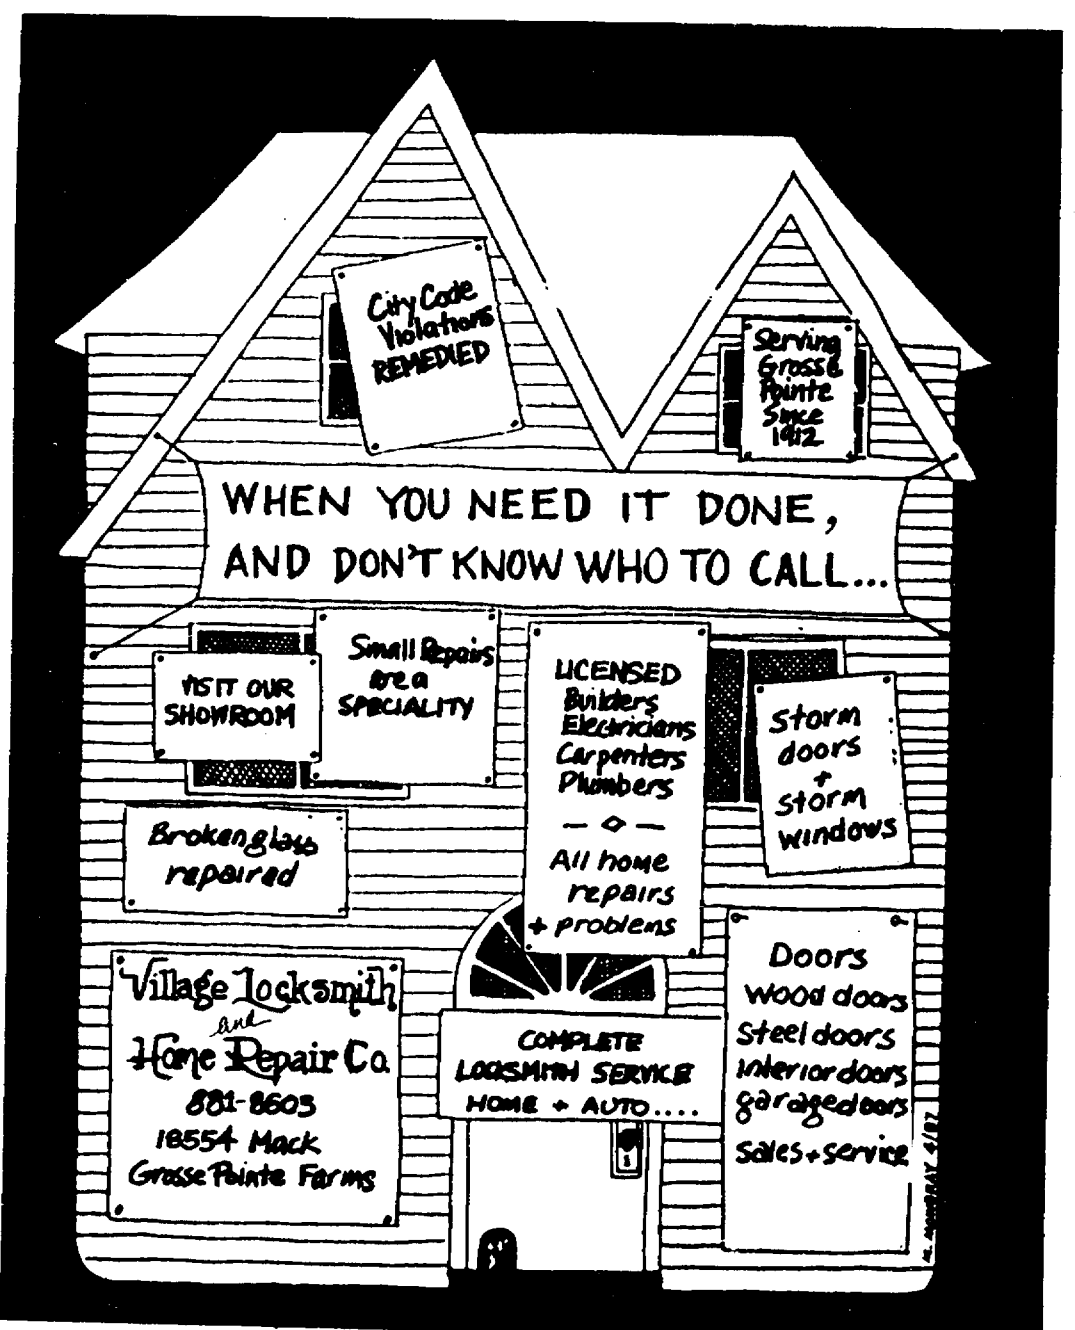 City Code
Violations
REMEDIED
Serving
Grosse
Pointe
Since
1912
WHEN YOU NEED IT DONE,
AND DON'T KNOW WHO TO CALL...
VISIT OUR
SHOWROOM
Small Repairs
are a
SPECIALITY
LICENSED
Builders
Electricians
Carpenters
Plumbers
All home
repairs
+ problems
Storm
doors
+
storm
windows
Broken glass
repaired
Village Locksmith
and
Home Repair Co.
881-8603
18554 Mack
Grosse Pointe Farms
COMPLETE
LOCKSMITH SERVICE
HOME + AUTO....
Doors
Wood doors
Steel doors
interior doors
garage doors
sales + service
4/87